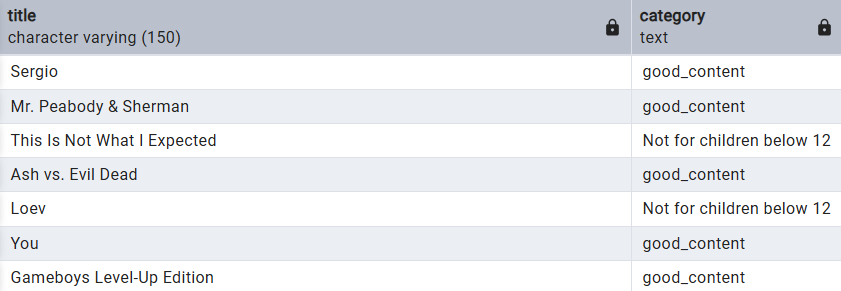 title category
character varying (150) text
Sergio good_content
Mr. Peabody & Sherman good_content
This Is Not What I Expected Not for children below 12
Ash vs. Evil Dead good_content
Loev Not for children below 12
You good_content
Gameboys Level-Up Edition good_content